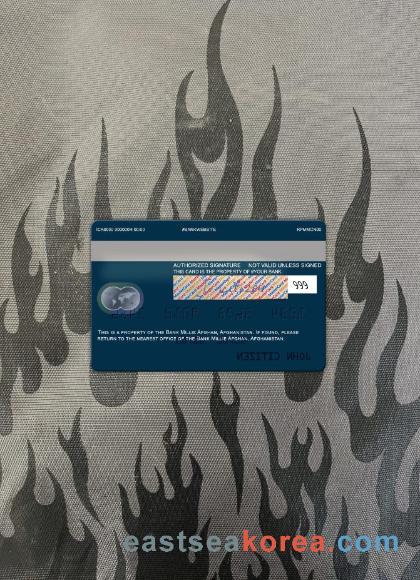 AUTHORIZED SIGNATURE NOT VALID UNLESS SIGNED
THIS CARD IS THE PROPERTY OF #YOUR BANK
999
THIS IS A PROPERTY OF THE BANK MILLIE AFGHAN, AFGHANISTAN. IF FOUND, PLEASE
RETURN TO THE NEAREST OFFICE OF THE BANK MILLIE AFGHAN, AFGHANISTAN.
JOHN CITIZEN
eastseakorea.com